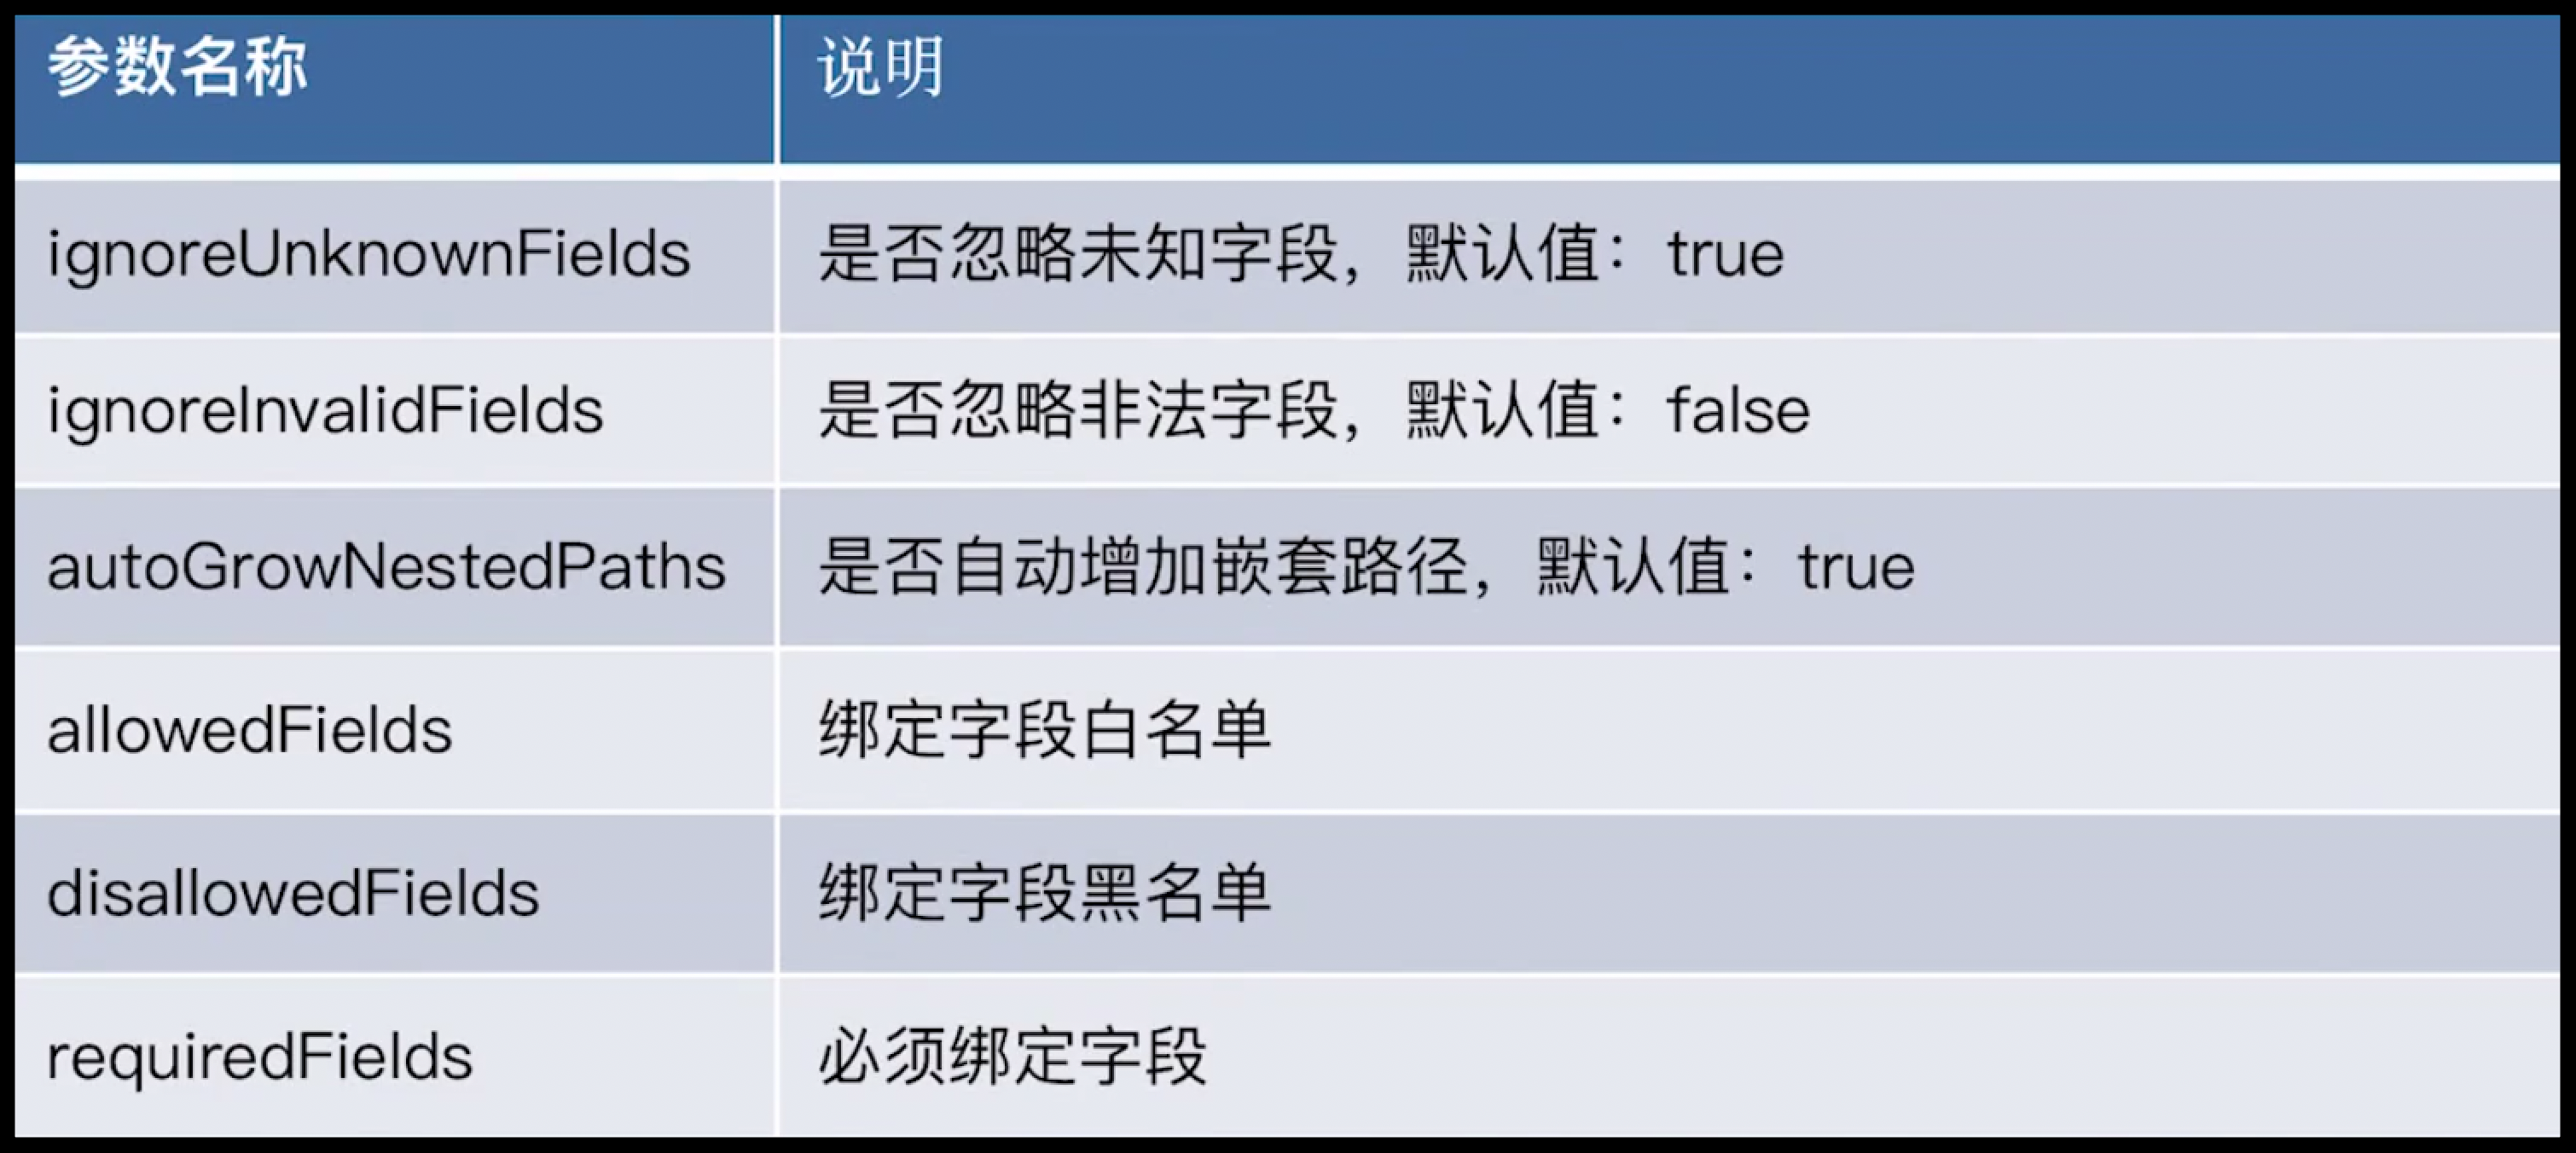 参数名称 说明
ignoreUnknownFields 是否忽略未知字段，默认值：true
ignoreInvalidFields 是否忽略非法字段，默认值：false
autoGrowNestedPaths 是否自动增加嵌套路径，默认值：true
allowedFields 绑定字段白名单
disallowedFields 绑定字段黑名单
requiredFields 必须绑定字段